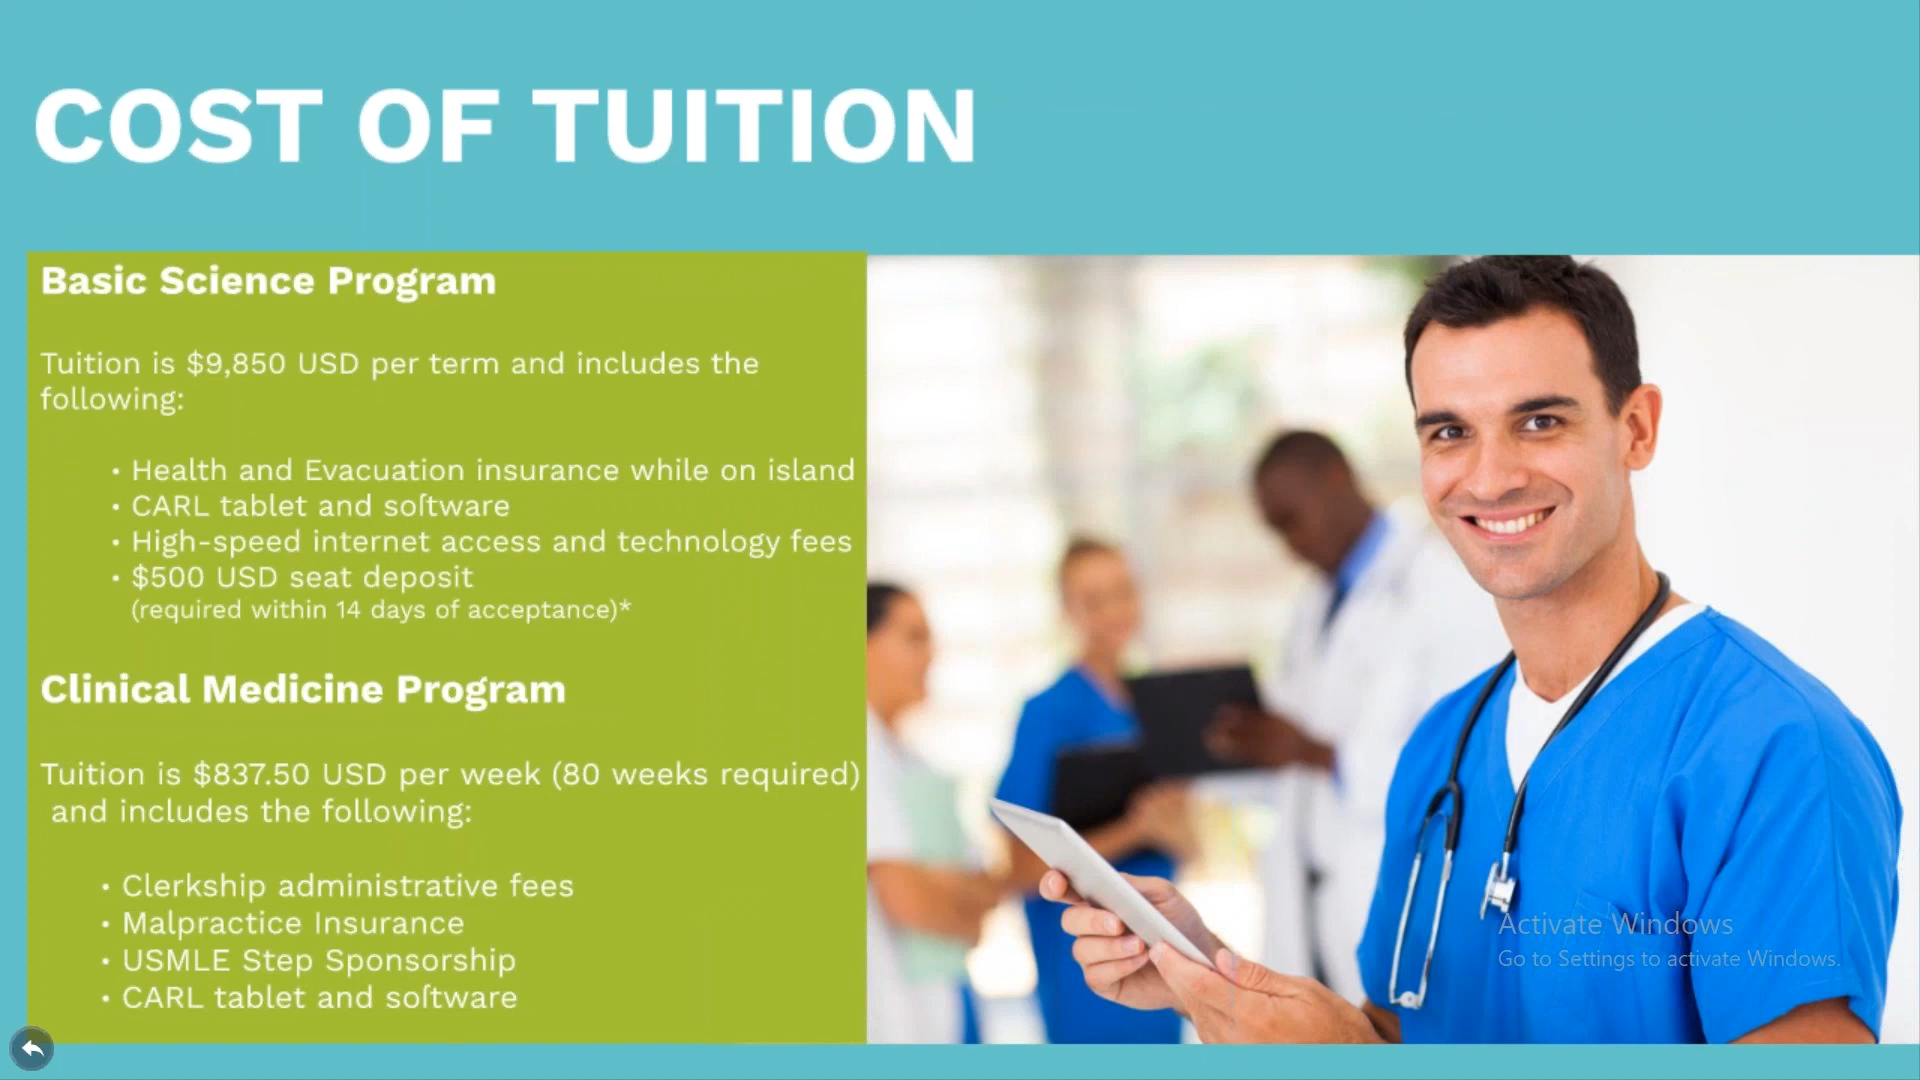 COST OF TUITION
Basic Science Program
Tuition is $9,850 USD per term and includes the
following:
• Health and Evacuation insurance while on island
• CARL tablet and software
• High-speed internet access and technology fees
• $500 USD seat deposit
(required within 14 days of acceptance)*
Clinical Medicine Program
Tuition is $837.50 USD per week (80 weeks required)
and includes the following:
• Clerkship administrative fees
• Malpractice Insurance
• USMLE Step Sponsorship
• CARL tablet and software
Activate Windows
Go to Settings to activate Windows.